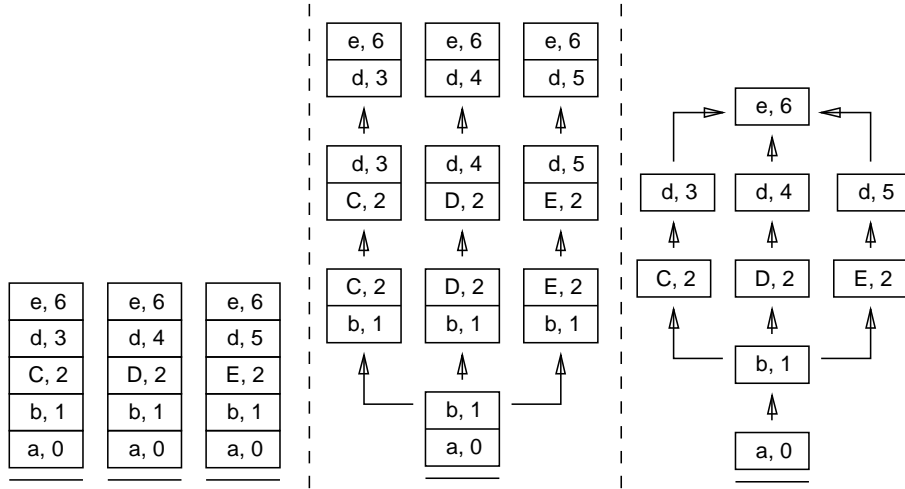 e, 6
d, 3
C, 2
b, 1
a, 0
e, 6
d, 4
D, 2
b, 1
a, 0
e, 6
d, 5
E, 2
b, 1
a, 0
e, 6
d, 3
e, 6
d, 4
e, 6
d, 5
d, 3
C, 2
d, 4
D, 2
d, 5
E, 2
C, 2
b, 1
D, 2
b, 1
E, 2
b, 1
b, 1
a, 0
e, 6
d, 3
d, 4
d, 5
C, 2
D, 2
E, 2
b, 1
a, 0